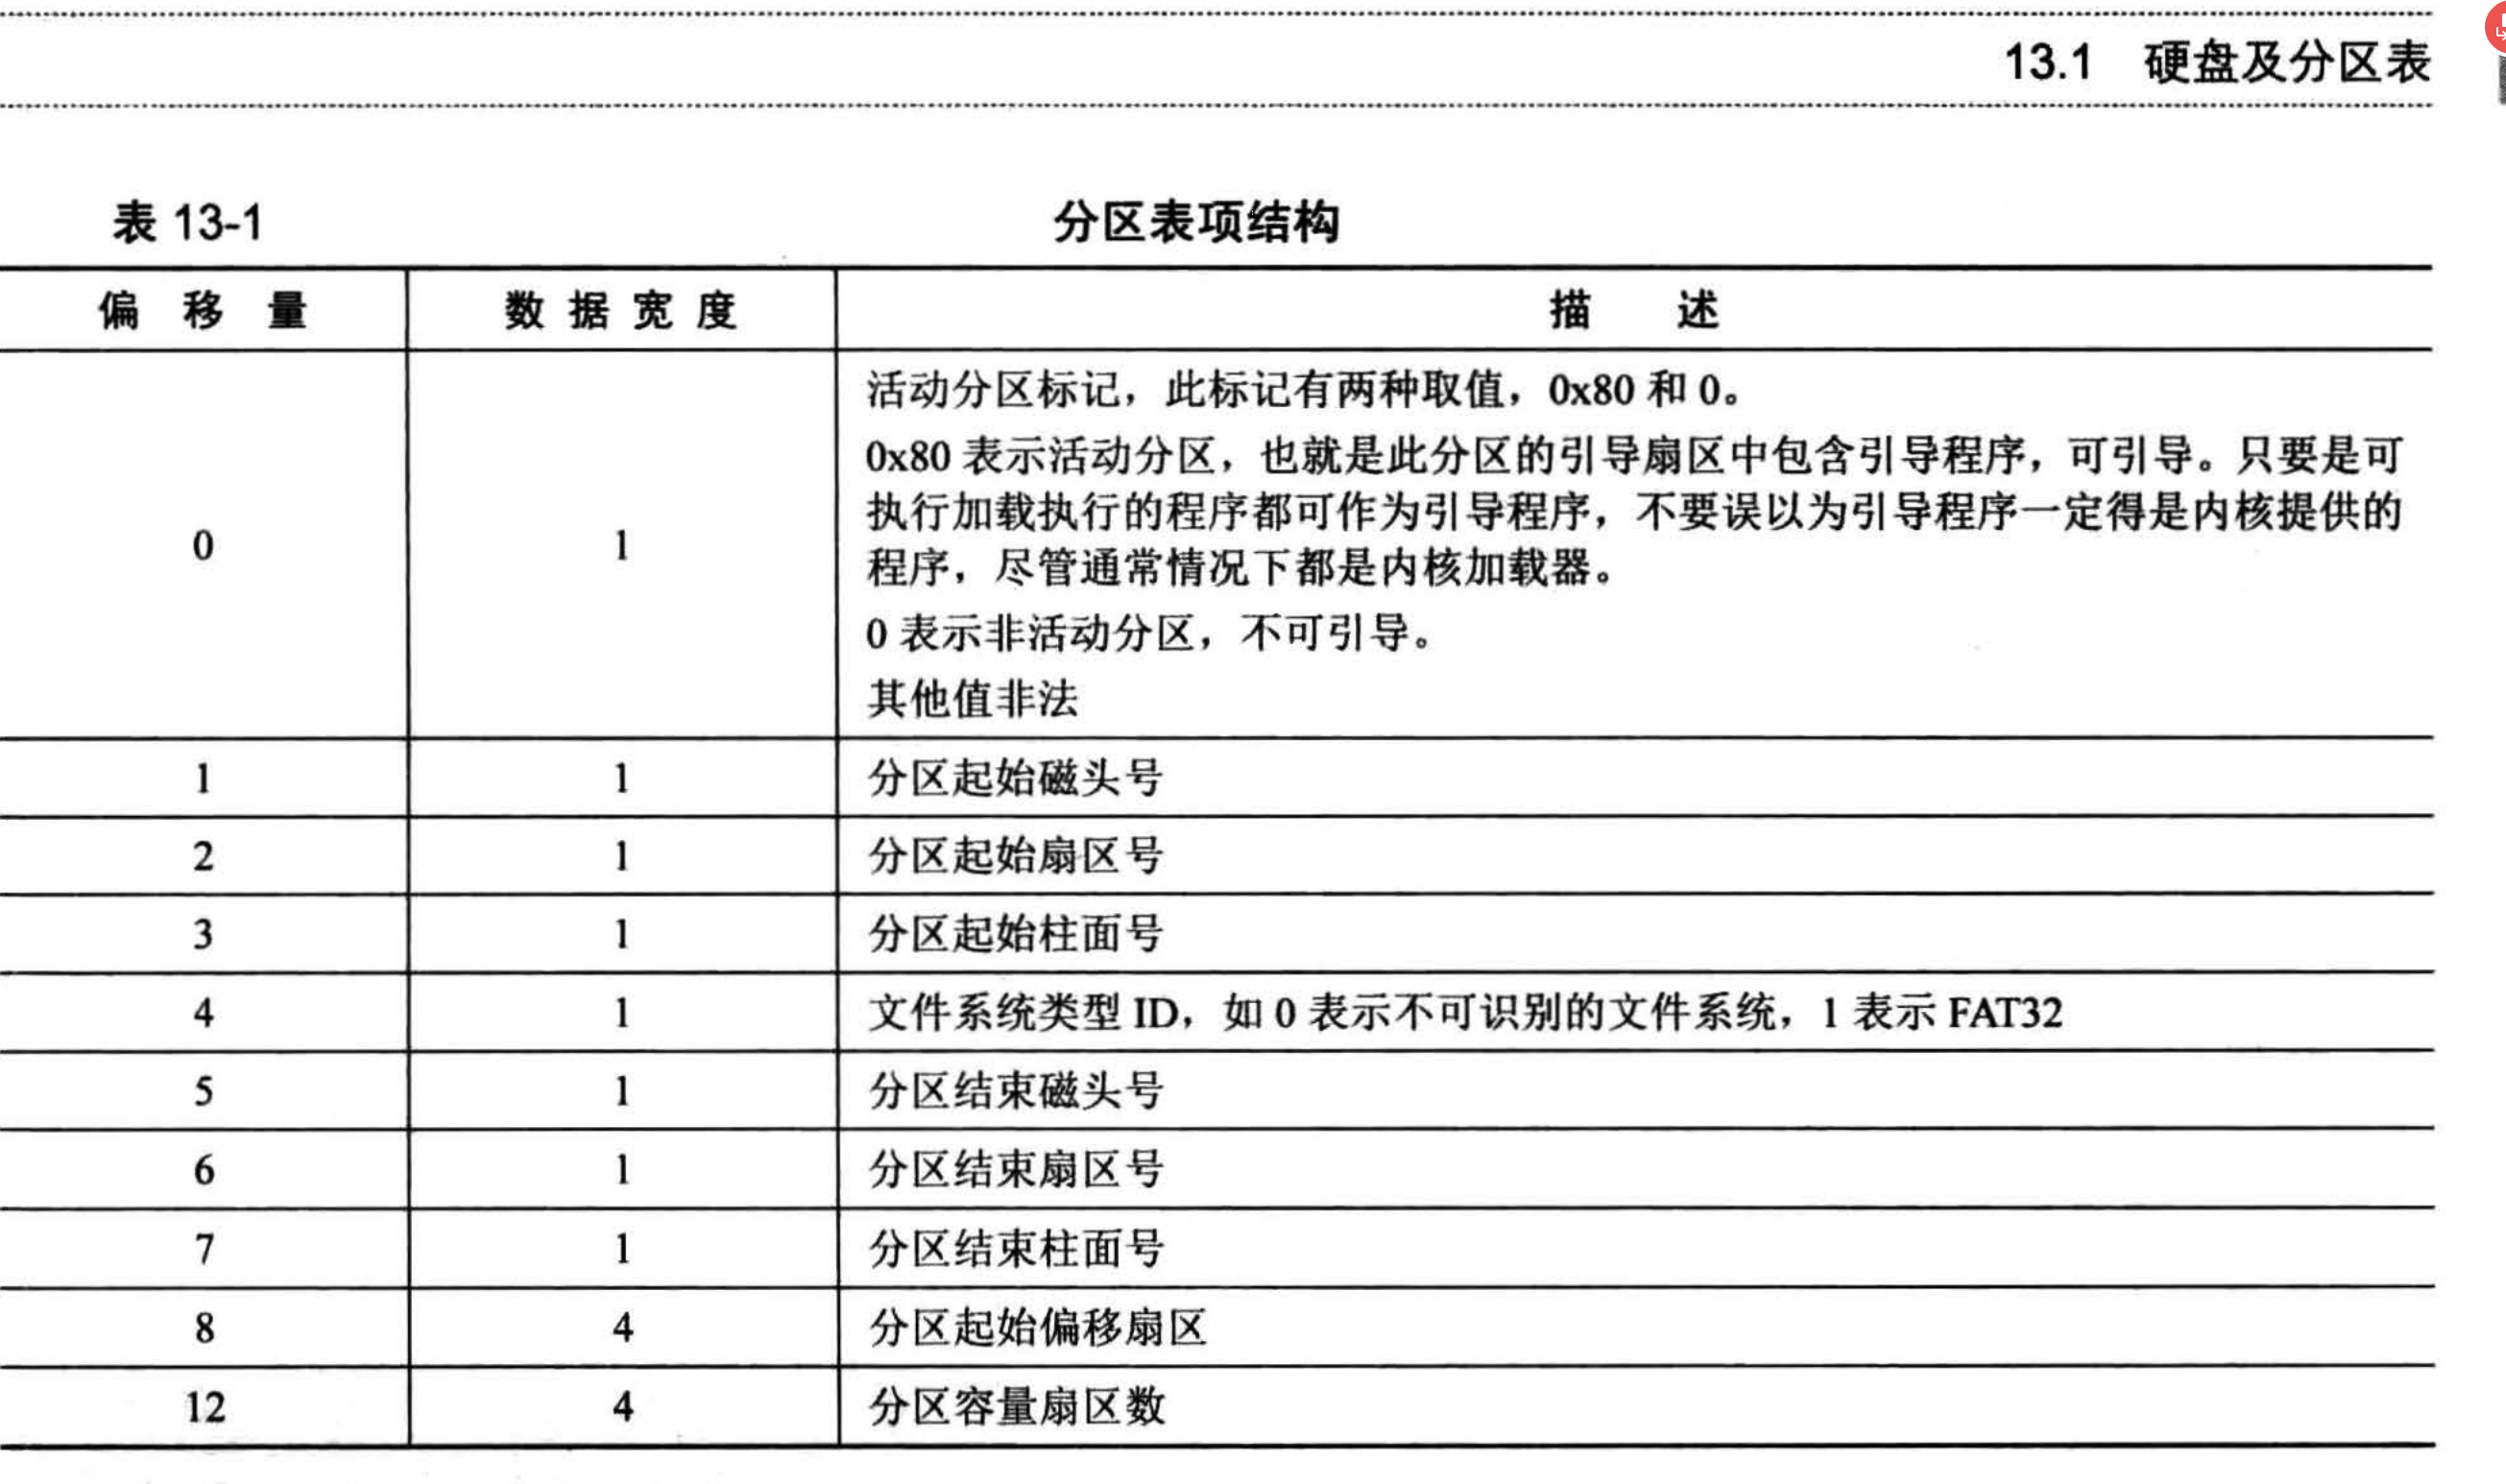 13.1 硬盘及分区表
表 13-1 分区表项结构
偏移量 数据宽度 描述
活动分区标记，此标记有两种取值，0x80 和 0。
0x80 表示活动分区，也就是此分区的引导扇区中包含引导程序，可引导。只要是可
执行加载执行的程序都可作为引导程序，不要误以为引导程序一定得是内核提供的
0 1 程序，尽管通常情况下都是内核加载器。
0 表示非活动分区，不可引导。
其他值非法
1 1 分区起始磁头号
2 1 分区起始扇区号
3 1 分区起始柱面号
4 1 文件系统类型 ID，如 0 表示不可识别的文件系统，1 表示 FAT32
5 1 分区结束磁头号
6 1 分区结束扇区号
7 1 分区结束柱面号
8 4 分区起始偏移扇区
12 4 分区容量扇区数